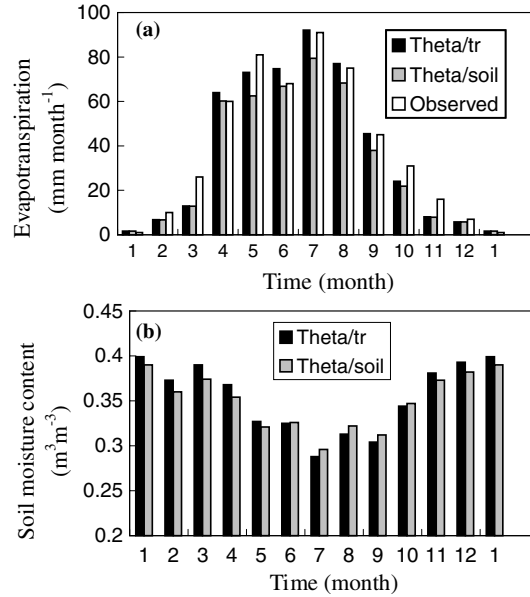 (a)
Theta/tr
Theta/soil
Observed
Evapotranspiration
(mm month⁻¹)
100
80
60
40
20
0
1 2 3 4 5 6 7 8 9 10 11 12 1
Time (month)
(b)
Theta/tr
Theta/soil
Soil moisture content
(m³m⁻³)
0.45
0.4
0.35
0.3
0.25
0.2
1 2 3 4 5 6 7 8 9 10 11 12 1
Time (month)